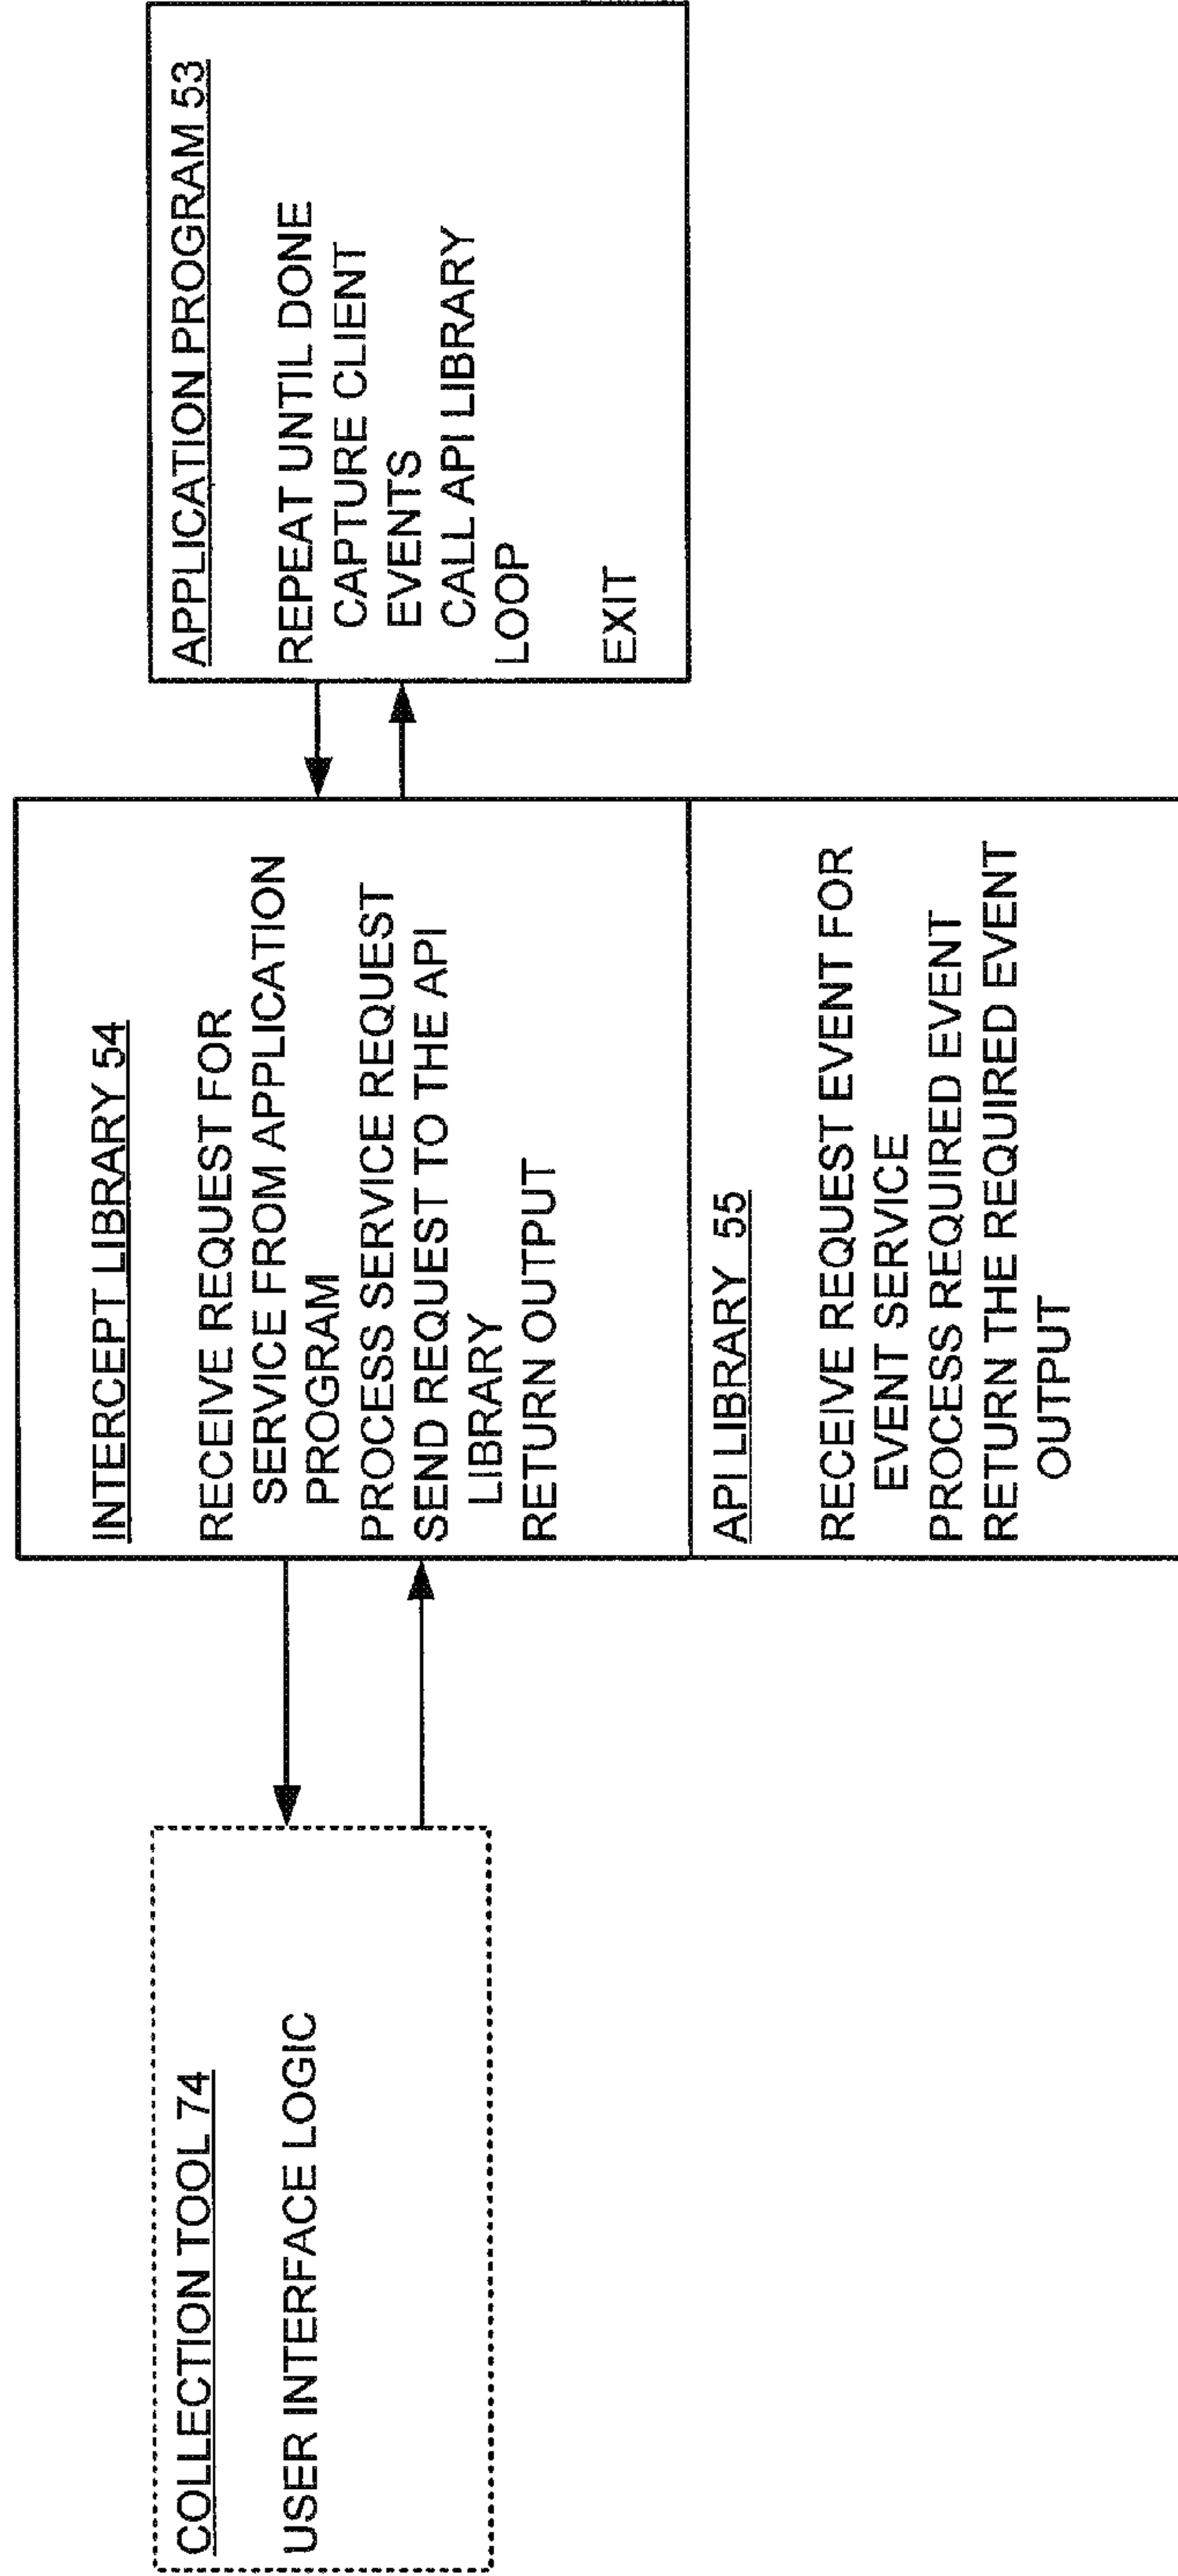 COLLECTION TOOL 74
USER INTERFACE LOGIC
INTERCEPT LIBRARY 54
RECEIVE REQUEST FOR
SERVICE FROM APPLICATION
PROGRAM
PROCESS SERVICE REQUEST
SEND REQUEST TO THE API
LIBRARY
RETURN OUTPUT
API LIBRARY 55
RECEIVE REQUEST EVENT FOR
EVENT SERVICE
PROCESS REQUIRED EVENT
RETURN THE REQUIRED EVENT
OUTPUT
APPLICATION PROGRAM 53
REPEAT UNTIL DONE
CAPTURE CLIENT
EVENTS
CALL API LIBRARY
LOOP
EXIT